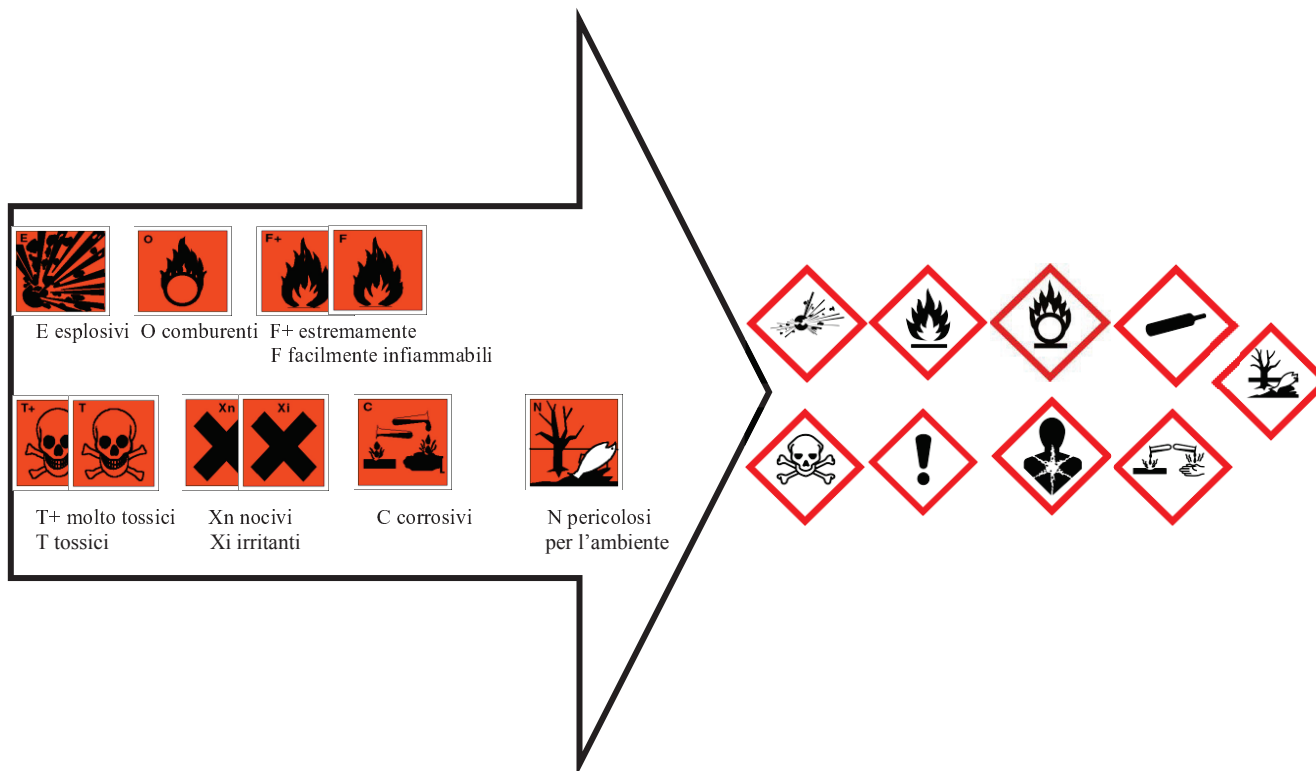 E
O
F+
F
E esplosivi
O comburenti
F+ estremamente
F facilmente infiammabili
T+
T
Xn
Xi
C
N
T+ molto tossici
T tossici
Xn nocivi
Xi irritanti
C corrosivi
N pericolosi
per l’ambiente